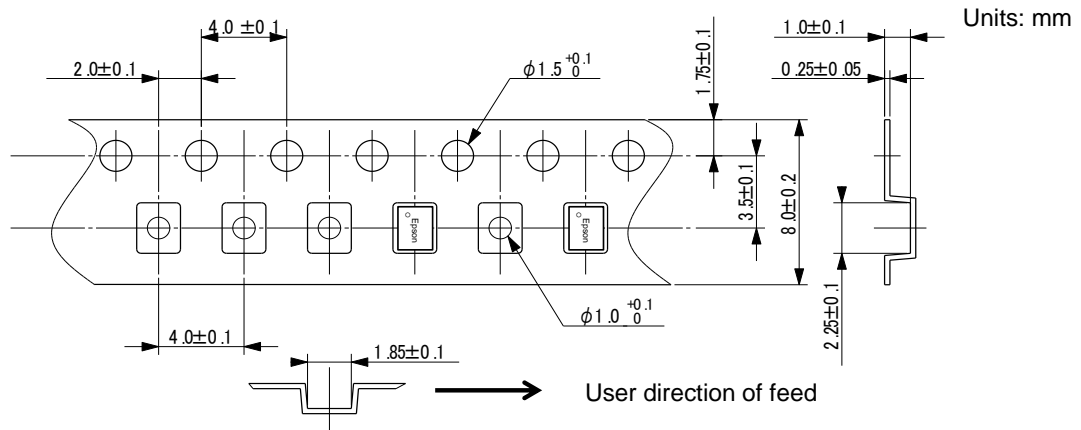 Units: mm
4.0 ±0.1
1.0±0.1
2.0±0.1
φ1.5 +0.1 0
1.75±0.1
0.25±0.05
3.5±0.1
8.0±0.2
Epson
Epson
2.25±0.1
φ1.0 +0.1 0
4.0±0.1
1.85±0.1
User direction of feed